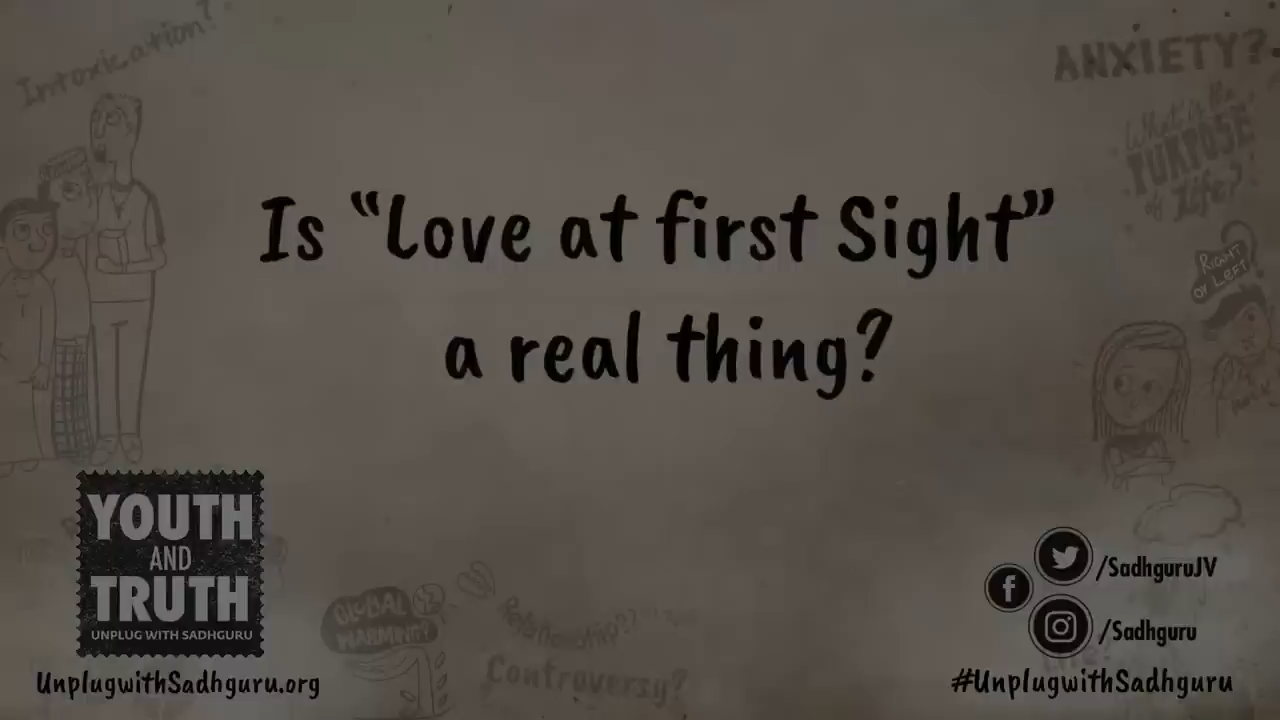 Intoxication?
ANXIETY?
What is the
PURPOSE
of life?
Right
or Left
Is “Love at first Sight”
a real thing?
YOUTH
AND
TRUTH
UNPLUG WITH SADHGURU
UnplugwithSadhguru.org
GLOBAL
WARMING
Relationship??
Controversy?
/SadhguruJV
/Sadhguru
#UnplugwithSadhguru